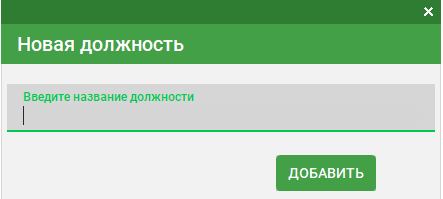 Новая должность
Введите название должности
ДОБАВИТЬ